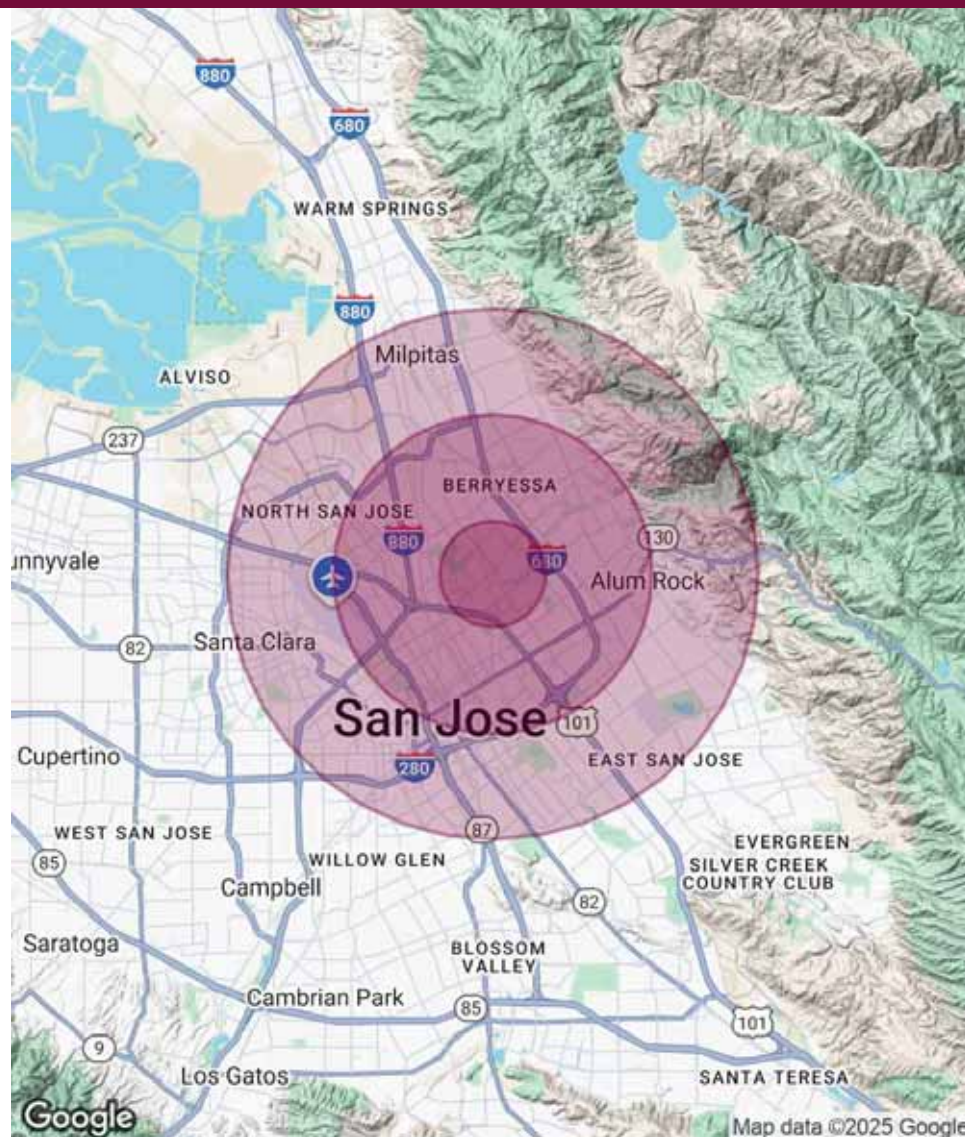 880
680
WARM SPRINGS
880
Milpitas
ALVISO
237
BERRYESSA
NORTH SAN JOSE
880
130
680
unnyvale
Alum Rock
82
Santa Clara
San Jose
101
Cupertino
280
EAST SAN JOSE
87
WEST SAN JOSE
EVERGREEN
85
WILLOW GLEN
SILVER CREEK
COUNTRY CLUB
Campbell
82
Saratoga
BLOSSOM
VALLEY
Cambrian Park
85
101
9
Los Gatos
SANTA TERESA
Google
Map data ©2025 Google